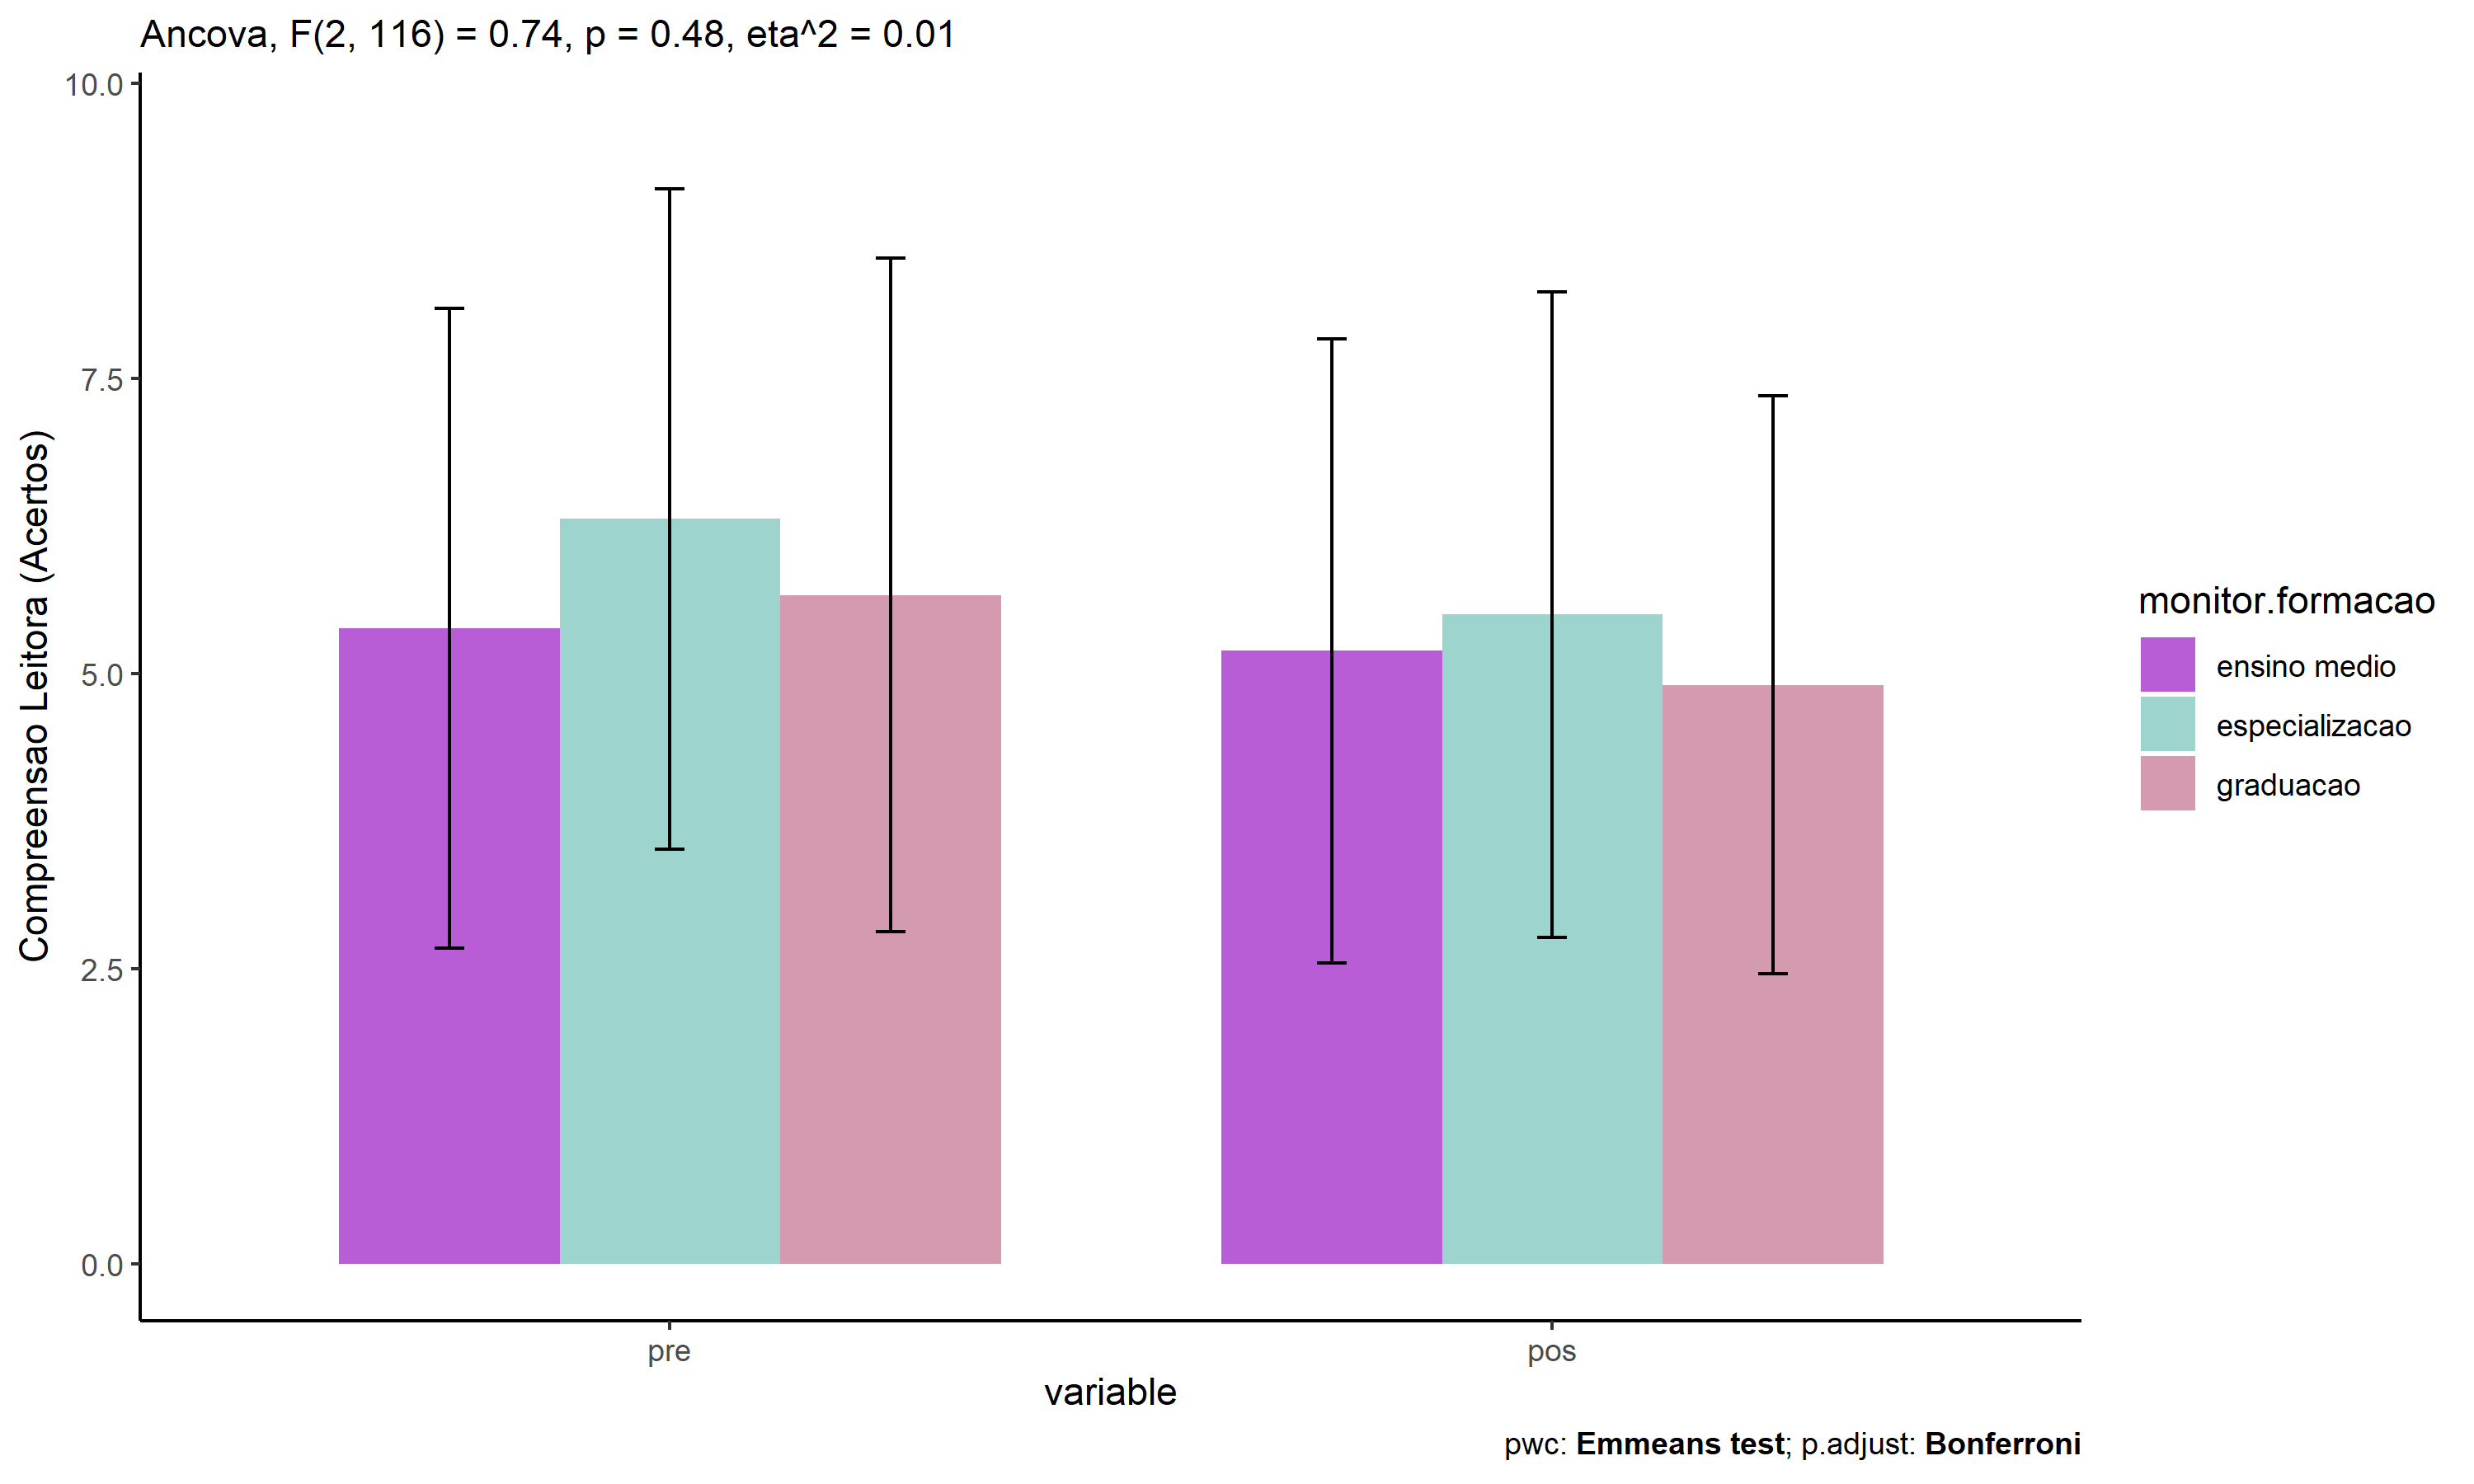 Ancova, F(2, 116) = 0.74, p = 0.48, eta^2 = 0.01
Compreensao Leitora (Acertos)
10.0
7.5
5.0
2.5
0.0
pre
pos
variable
monitor.formacao
ensino medio
especializacao
graduacao
pwc: Emmeans test; p.adjust: Bonferroni